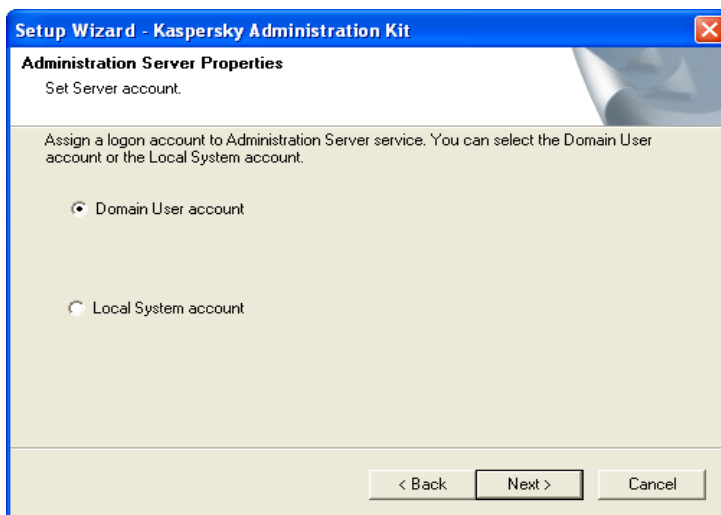 Setup Wizard - Kaspersky Administration Kit
Administration Server Properties
Set Server account.
Assign a logon account to Administration Server service. You can select the Domain User
account or the Local System account.
Domain User account
Local System account
< Back
Next >
Cancel